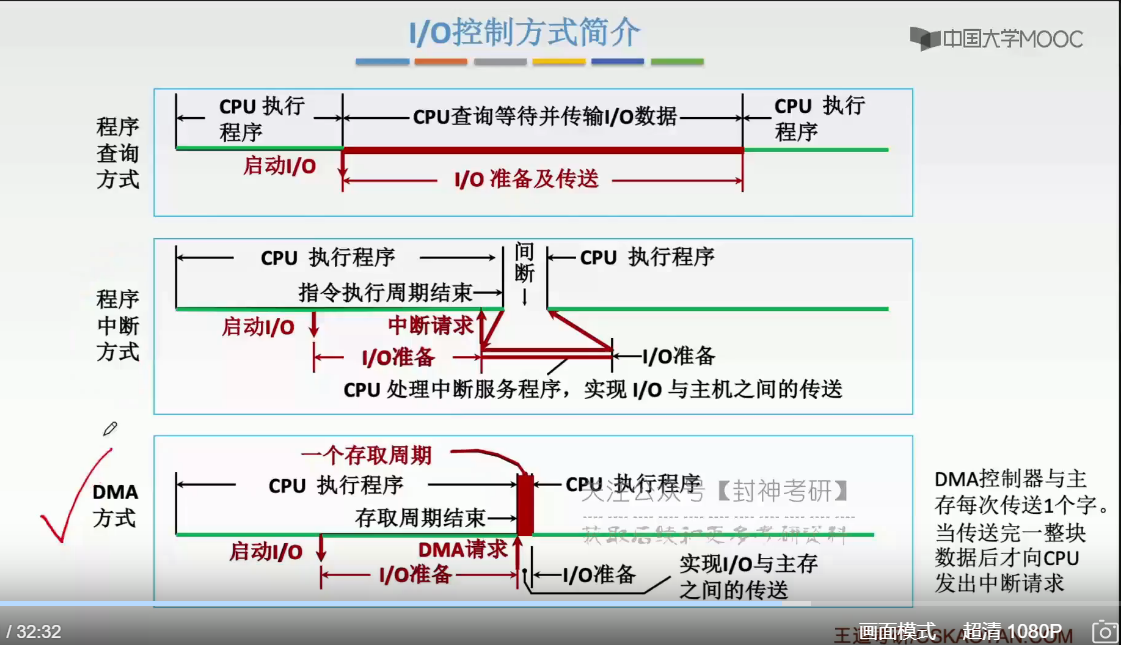 I/O控制方式简介
中国大学MOOC
程序
查询
方式
CPU 执行
程序
CPU查询等待并传输I/O数据
CPU 执行
程序
启动I/O
I/O 准备及传送
程序
中断
方式
CPU 执行程序
间
断
CPU 执行程序
指令执行周期结束
启动I/O
中断请求
I/O准备
I/O准备
CPU 处理中断服务程序，实现 I/O 与主机之间的传送
DMA
方式
一个存取周期
CPU 执行程序
CPU 执行程序
关注公众号【封神考研】
存取周期结束
获取后续和更多考研资料
启动I/O
DMA请求
I/O准备
I/O准备
实现I/O与主存
之间的传送
DMA控制器与主
存每次传送1个字。
当传送完一整块
数据后才向CPU
发出中断请求
/ 32:32
画面模式
超清 1080P